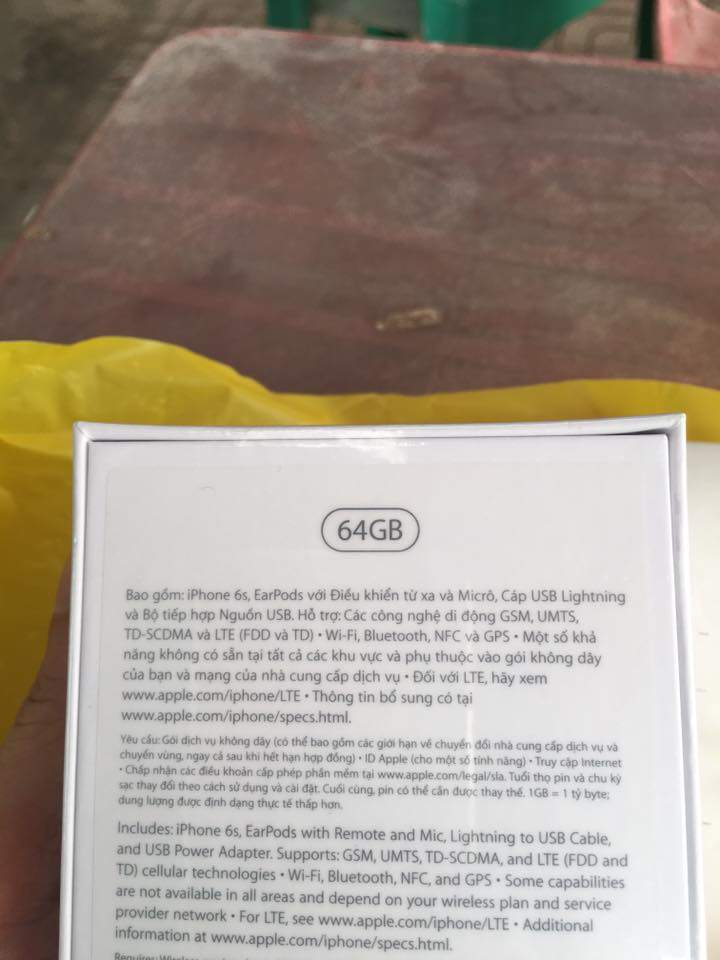 64GB
Bao gồm: iPhone 6s, EarPods với Điều khiển từ xa và Micrô, Cáp USB Lightning
và Bộ tiếp hợp Nguồn USB. Hỗ trợ: Các công nghệ di động GSM, UMTS,
TD-SCDMA và LTE (FDD và TD) • Wi-Fi, Bluetooth, NFC và GPS • Một số khả
năng không có sẵn tại tất cả các khu vực và phụ thuộc vào gói không dây
của bạn và mạng của nhà cung cấp dịch vụ • Đối với LTE, hãy xem
www.apple.com/iphone/LTE • Thông tin bổ sung có tại
www.apple.com/iphone/specs.html.
Yêu cầu: Gói dịch vụ không dây (có thể bao gồm các giới hạn về chuyển đổi nhà cung cấp dịch vụ và
chuyển vùng, ngay cả sau khi hết hạn hợp đồng) • ID Apple (cho một số tính năng) • Truy cập Internet
• Chấp nhận các điều khoản cấp phép phần mềm tại www.apple.com/legal/sla. Tuổi thọ pin và chu kỳ
sạc thay đổi theo cách sử dụng và cài đặt. Cuối cùng, pin có thể cần được thay thế. 1GB = 1 tỷ byte;
dung lượng được định dạng thực tế thấp hơn.
Includes: iPhone 6s, EarPods with Remote and Mic, Lightning to USB Cable,
and USB Power Adapter. Supports: GSM, UMTS, TD-SCDMA, and LTE (FDD and
TD) cellular technologies • Wi-Fi, Bluetooth, NFC, and GPS • Some capabilities
are not available in all areas and depend on your wireless plan and service
provider network • For LTE, see www.apple.com/iphone/LTE • Additional
information at www.apple.com/iphone/specs.html.